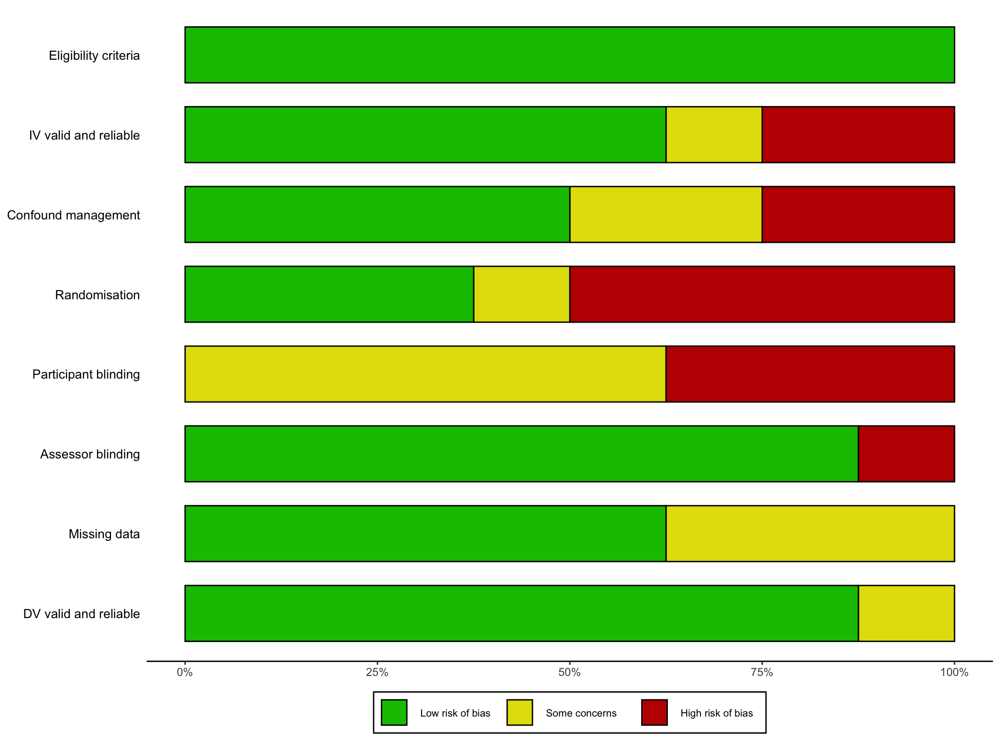 Eligibility criteria
IV valid and reliable
Confound management
Randomisation
Participant blinding
Assessor blinding
Missing data
DV valid and reliable
0% 25% 50% 75% 100%
Low risk of bias Some concerns High risk of bias